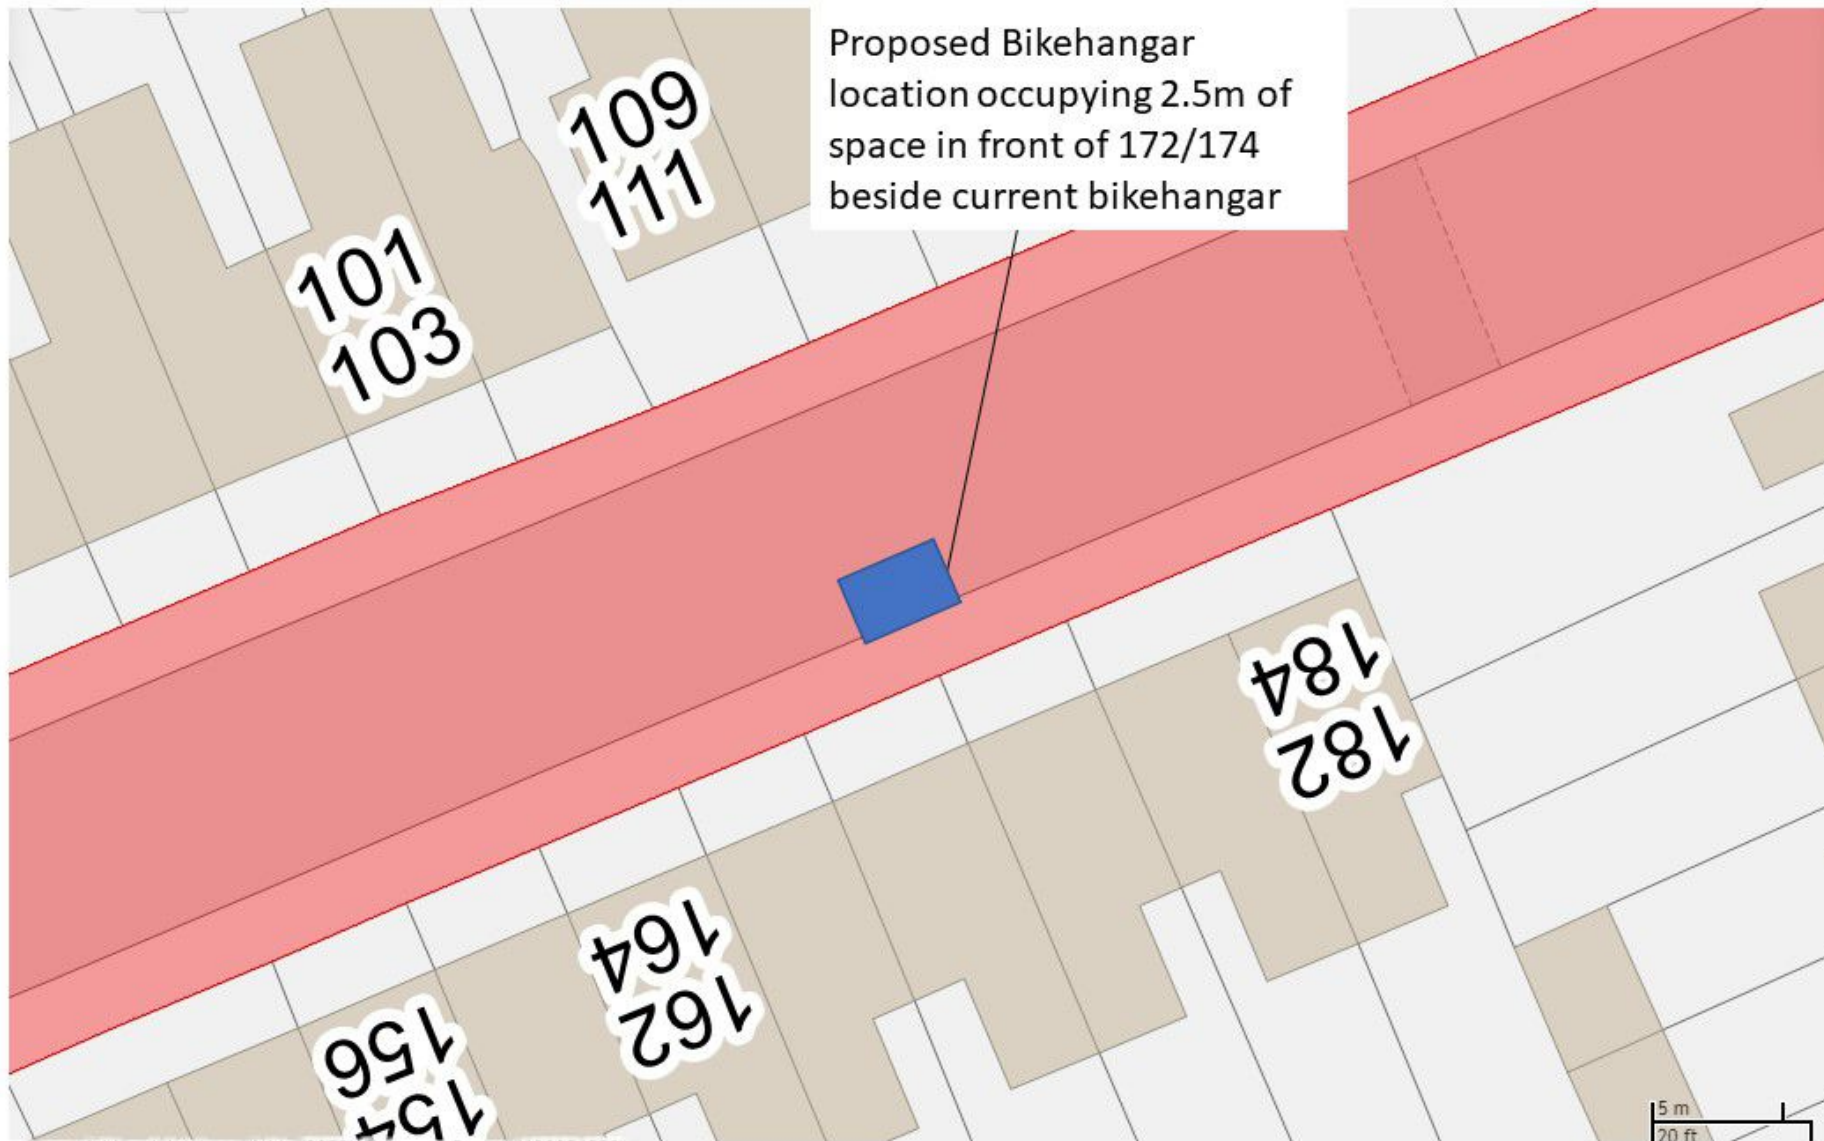 Proposed Bikehangar
location occupying 2.5m of
space in front of 172/174
beside current bikehangar
109
111
101
103
184
182
164
162
156
154
5 m
20 ft